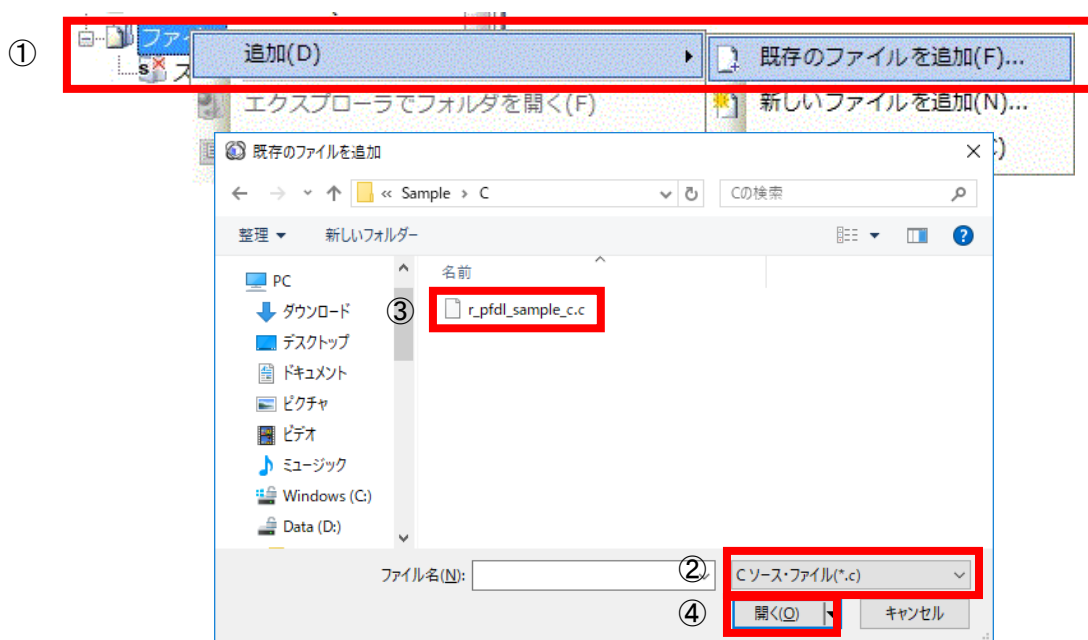 ①
ファイ
追加(D)
既存のファイルを追加(F)...
ス
エクスプローラでフォルダを開く(F)
新しいファイルを追加(N)...
既存のファイルを追加
Sample
C
Cの検索
整理
新しいフォルダー
名前
PC
③
r_pfdl_sample_c.c
ダウンロード
デスクトップ
ドキュメント
ピクチャ
ビデオ
ミュージック
Windows (C:)
Data (D:)
ファイル名(N):
②
C ソース・ファイル(*.c)
④
開く(O)
キャンセル